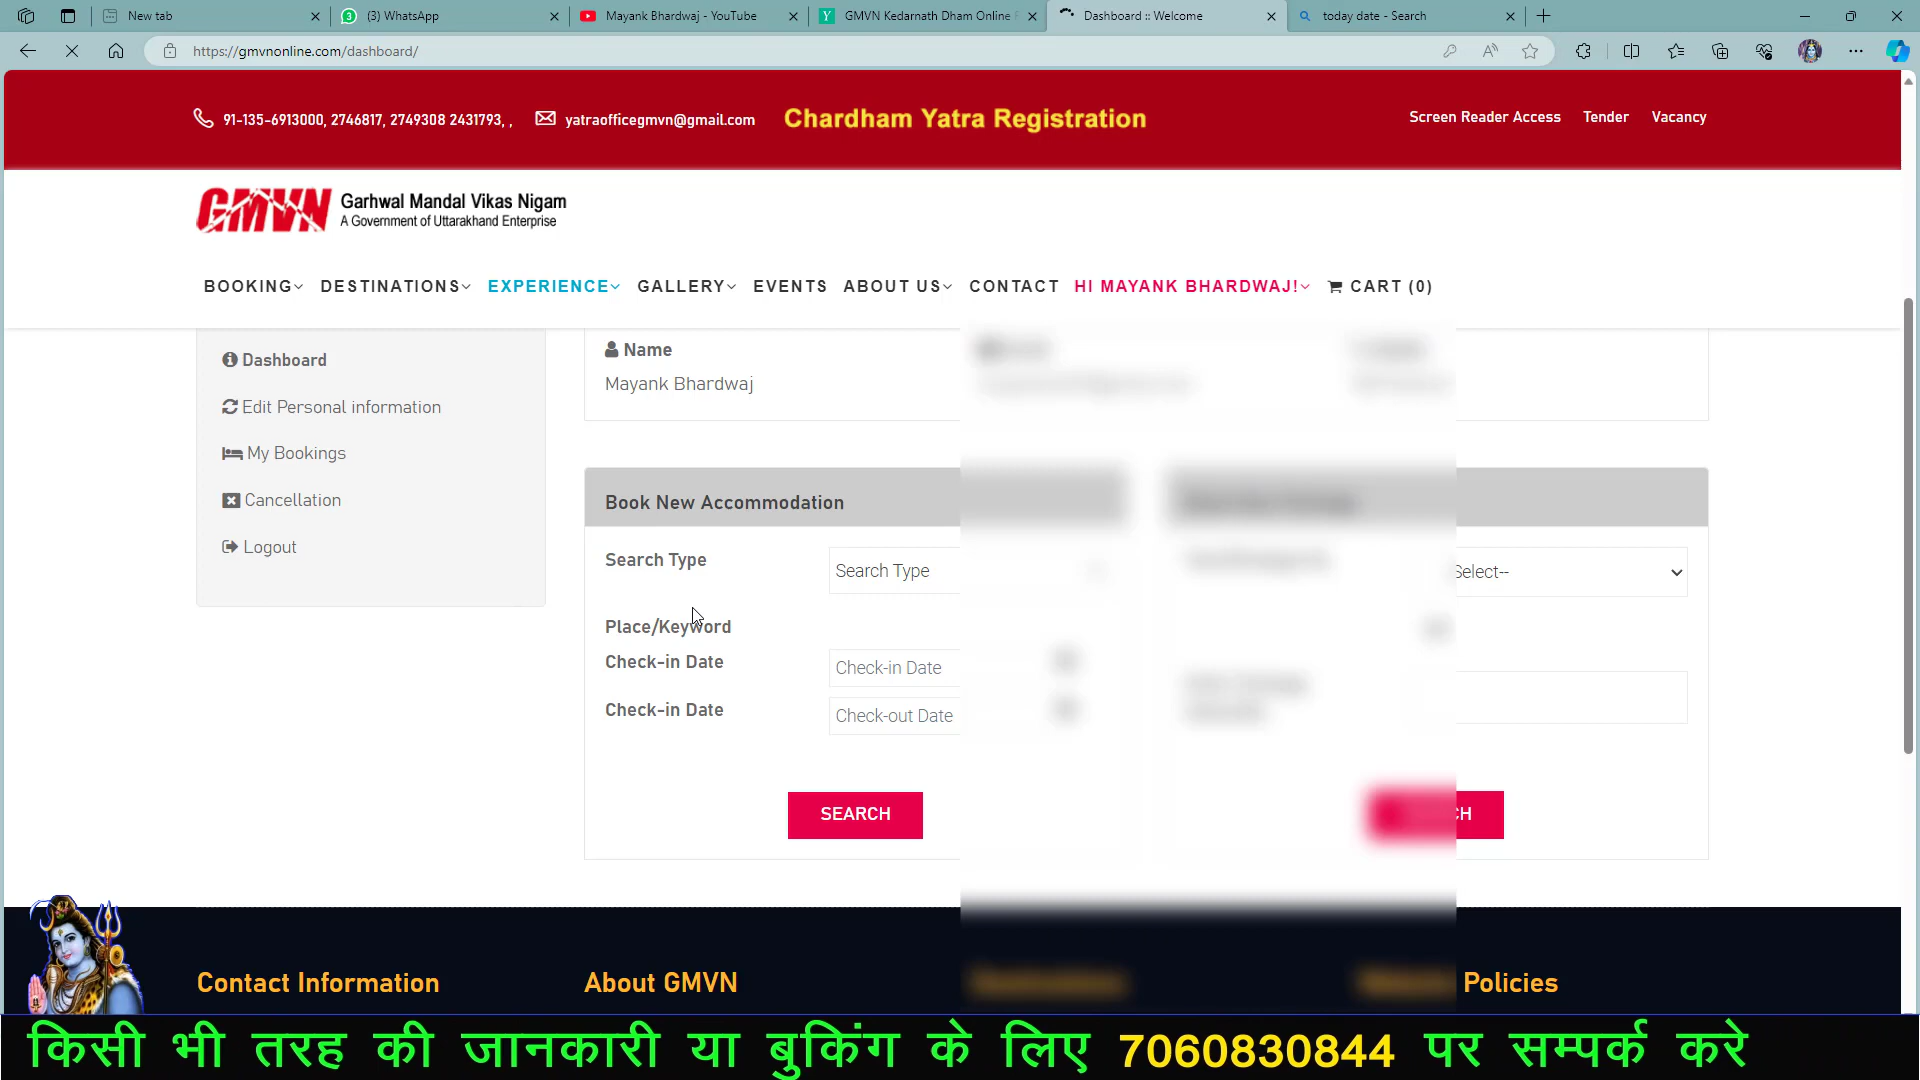 New tab
(3) WhatsApp
Mayank Bhardwaj - YouTube
GMVN Kedarnath Dham Online
Dashboard :: Welcome
today date - Search
https://gmvnonline.com/dashboard/
91-135-6913000, 2746817, 2749308 2431793, ,
yatraofficegmvn@gmail.com
Chardham Yatra Registration
Screen Reader Access
Tender
Vacancy
GMVN
Garhwal Mandal Vikas Nigam
A Government of Uttarakhand Enterprise
BOOKING
DESTINATIONS
EXPERIENCE
GALLERY
EVENTS
ABOUT US
CONTACT
HI MAYANK BHARDWAJ!
CART (0)
Dashboard
Edit Personal information
My Bookings
Cancellation
Logout
Name
Mayank Bhardwaj
Book New Accommodation
Search Type
Search Type
Place/Keyword
Check-in Date
Check-in Date
Check-in Date
Check-out Date
SEARCH
Select--
Contact Information
About GMVN
Policies
किसी भी तरह की जानकारी या बुकिंग के लिए 7060830844 पर सम्पर्क करे